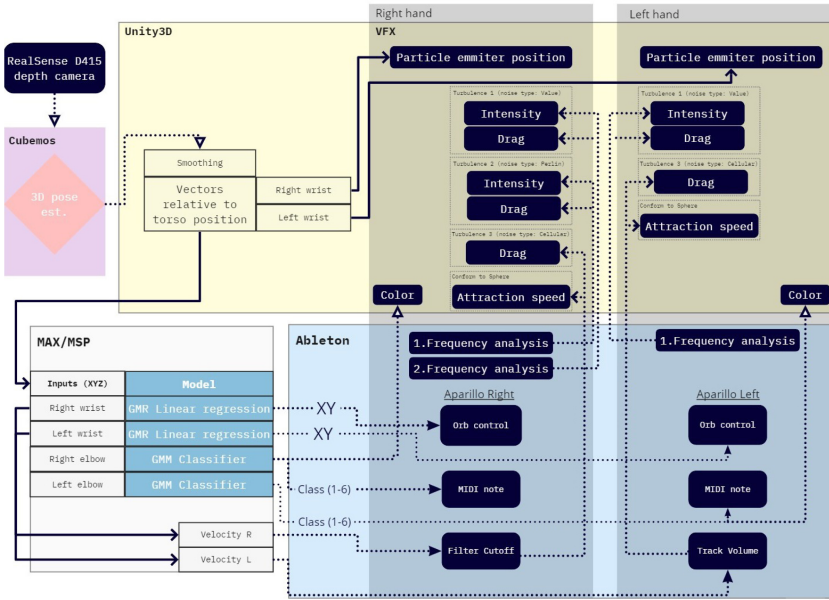 Right hand
Left hand
Unity3D
VFX
RealSense D415
depth camera
Particle emmiter position
Particle emmiter position
Turbulence 1 (noise type: Value)
Intensity
Drag
Turbulence 1 (noise type: Value)
Intensity
Drag
Cubemos
3D pose
est.
Smoothing
Vectors
relative to
torso position
Right wrist
Left wrist
Turbulence 2 (noise type: Perlin)
Intensity
Drag
Turbulence 3 (noise type: Cellular)
Drag
Turbulence 3 (noise type: Cellular)
Drag
Conform to Sphere
Attraction speed
Conform to Sphere
Attraction speed
Color
Color
MAX/MSP
Ableton
1.Frequency analysis
2.Frequency analysis
1.Frequency analysis
Inputs (XYZ)
Model
Right wrist
GMR Linear regression
Left wrist
GMR Linear regression
Right elbow
GMM Classifier
Left elbow
GMM Classifier
XY
XY
Class (1-6)
Class (1-6)
Velocity R
Velocity L
Aparillo Right
Orb control
MIDI note
Filter Cutoff
Aparillo Left
Orb control
MIDI note
Track Volume